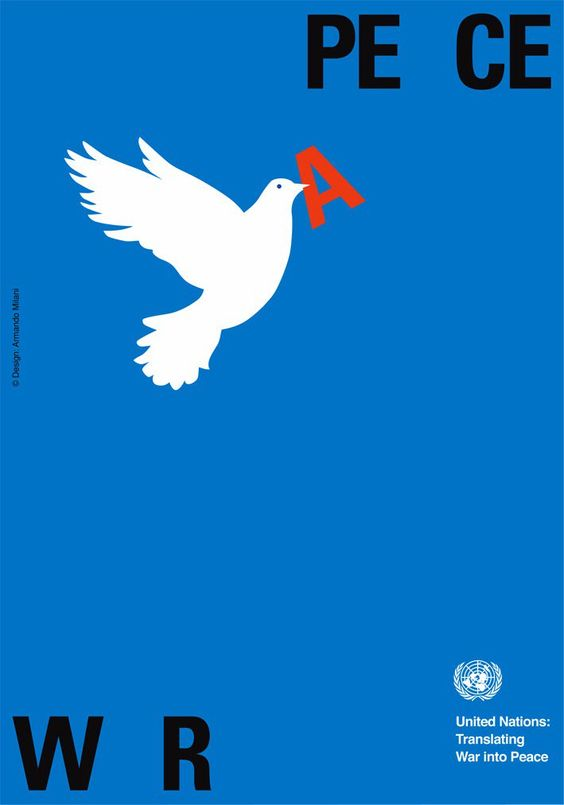 PE CE
A
© Design: Armando Milani
W R
United Nations:
Translating
War into Peace